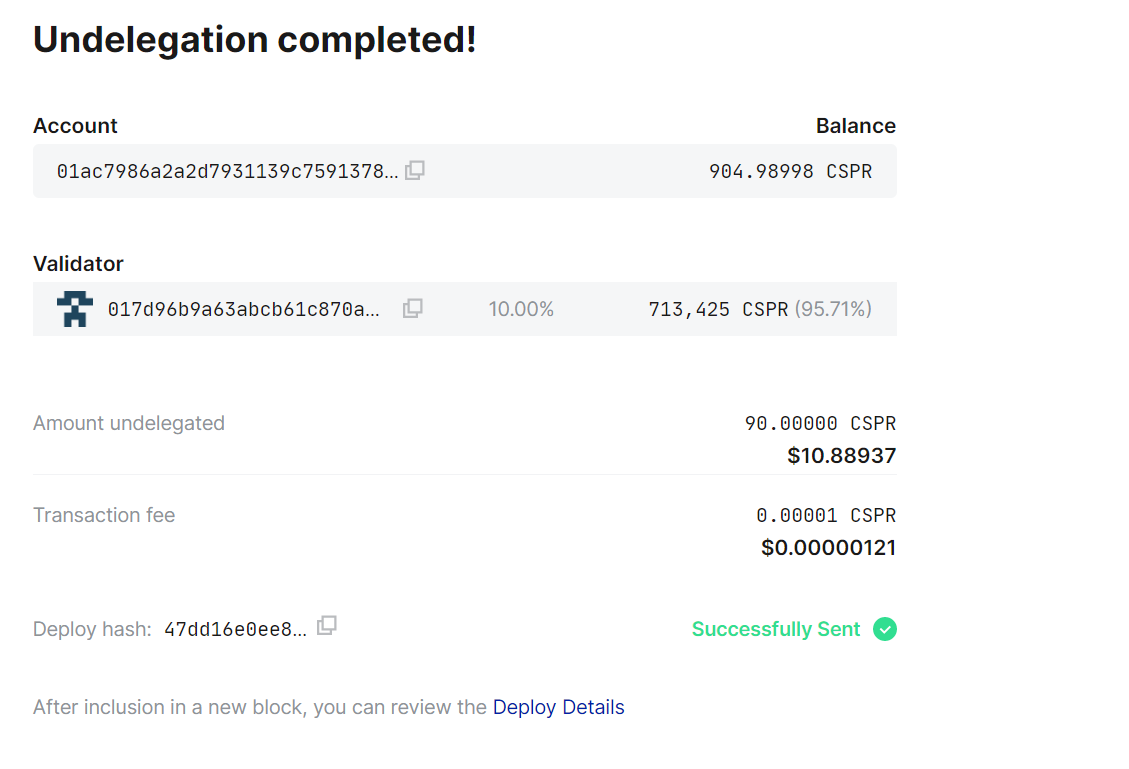 Undelegation completed!
Account Balance
01ac7986a2a2d7931139c7591378... 904.98998 CSPR
Validator
017d96b9a63abcb61c870a... 10.00% 713,425 CSPR (95.71%)
Amount undelegated 90.00000 CSPR
$10.88937
Transaction fee 0.00001 CSPR
$0.00000121
Deploy hash: 47dd16e0ee8... Successfully Sent
After inclusion in a new block, you can review the Deploy Details